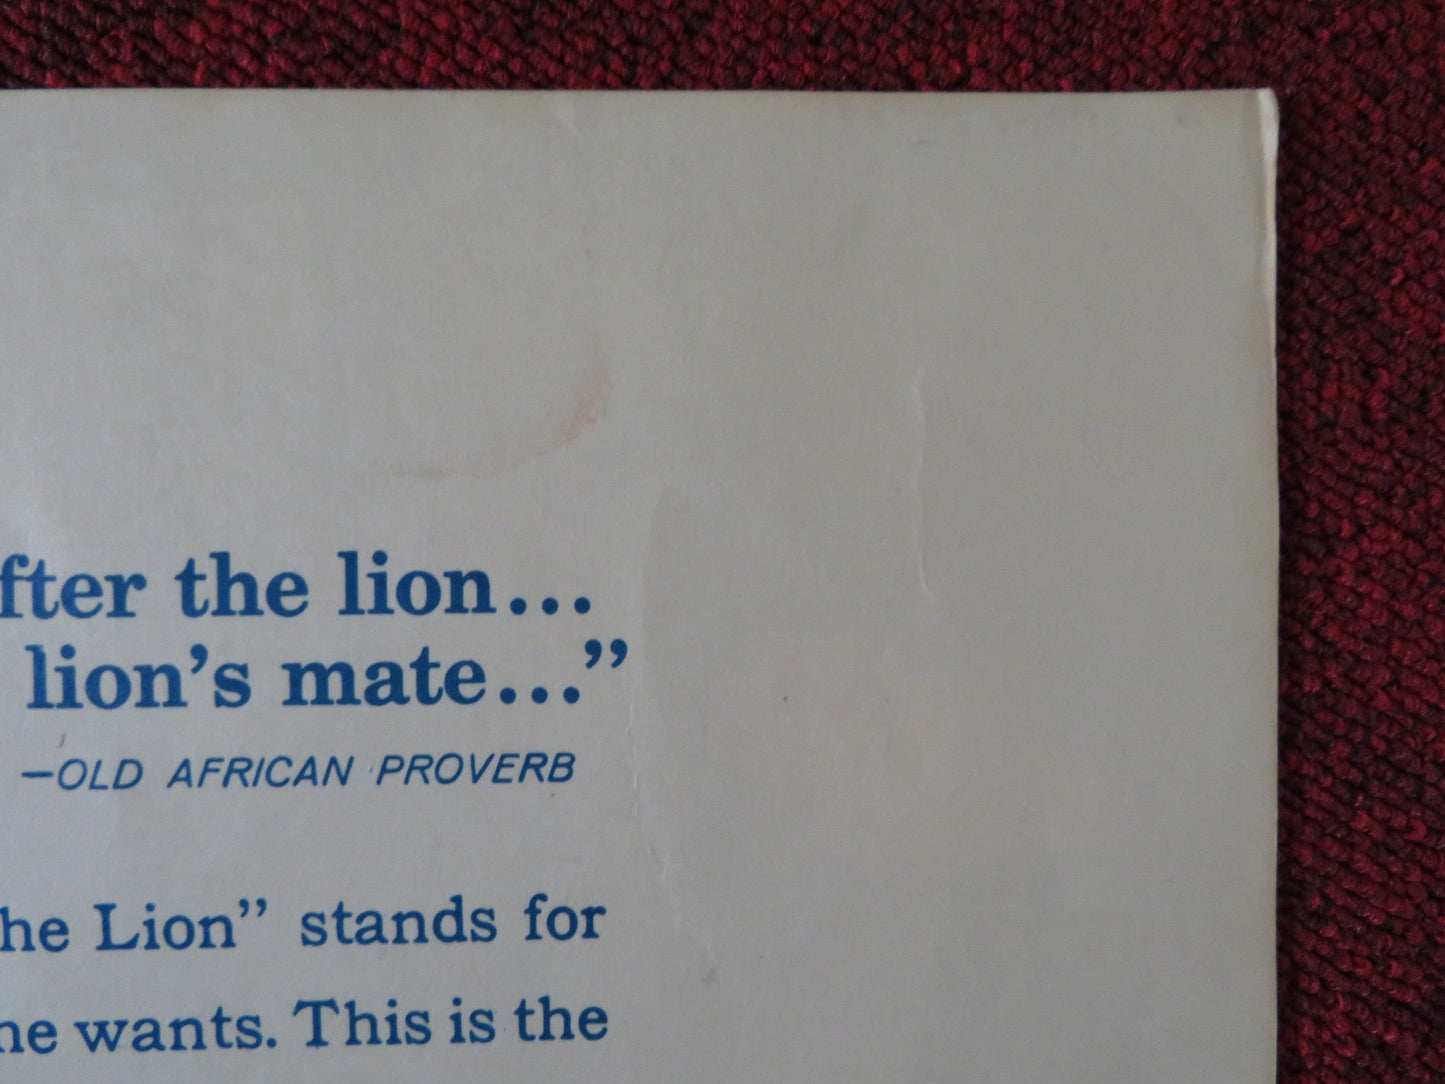 fter the lion...
lion's mate...”
—OLD AFRICAN PROVERB
he Lion” stands for
ne wants. This is the